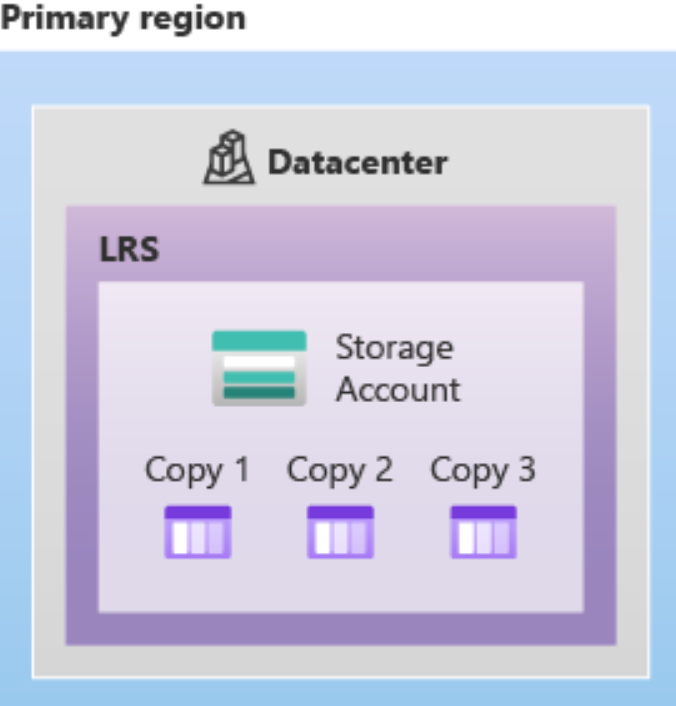 Primary region
Datacenter
LRS
Storage
Account
Copy 1 Copy 2 Copy 3